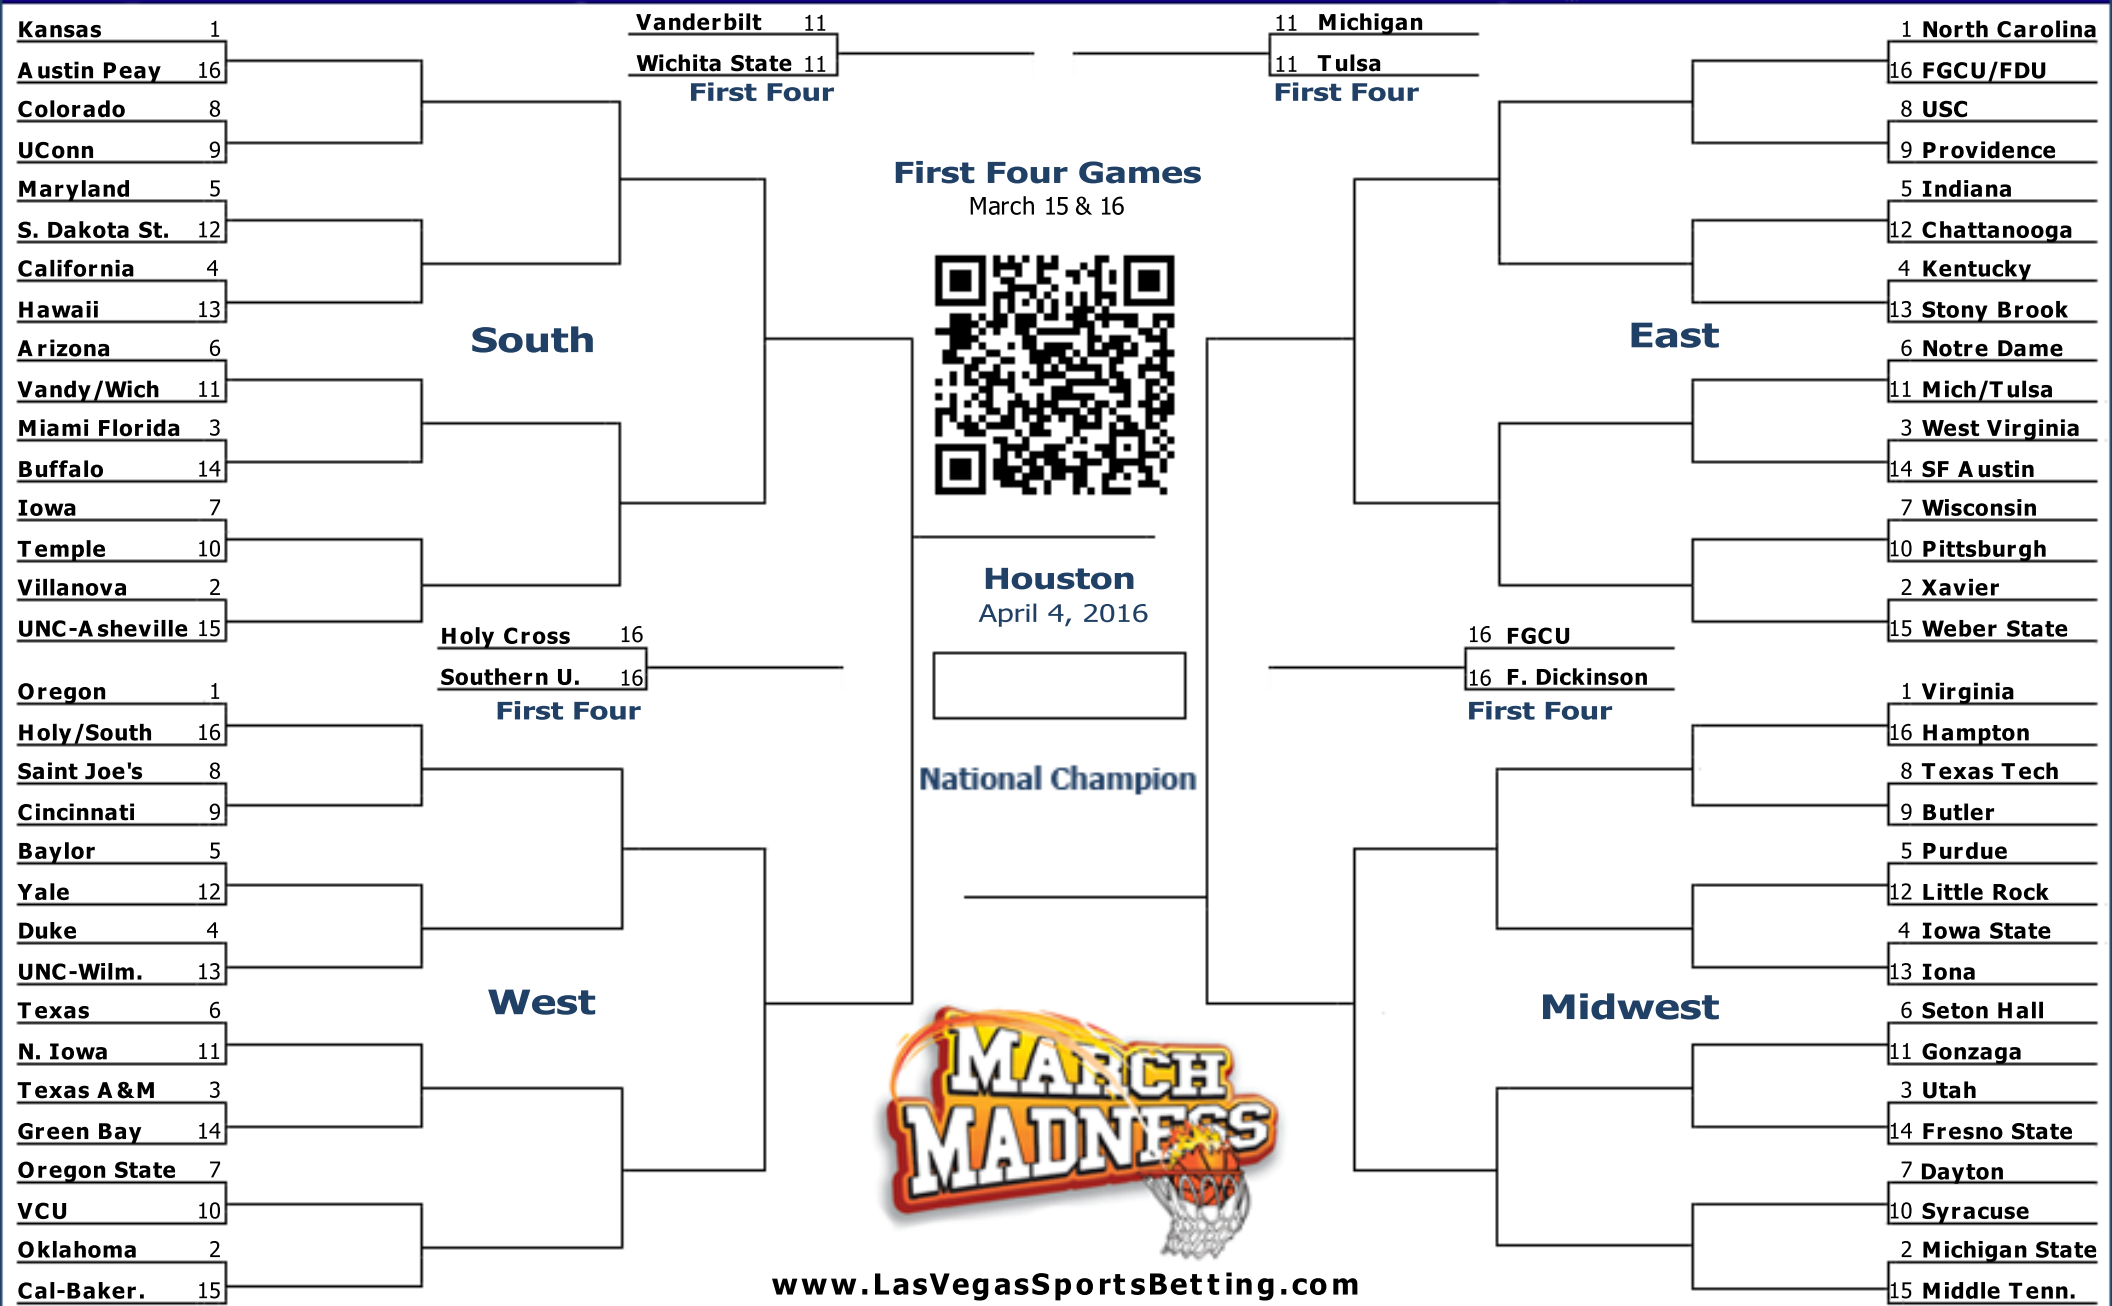 Kansas 1
Austin Peay 16
Colorado 8
UConn 9
Maryland 5
S. Dakota St. 12
California 4
Hawaii 13
Arizona 6
Vandy/Wich 11
Miami Florida 3
Buffalo 14
Iowa 7
Temple 10
Villanova 2
UNC-Asheville 15
South
Oregon 1
Holy/South 16
Saint Joe's 8
Cincinnati 9
Baylor 5
Yale 12
Duke 4
UNC-Wilm. 13
Texas 6
N. Iowa 11
Texas A&M 3
Green Bay 14
Oregon State 7
VCU 10
Oklahoma 2
Cal-Baker. 15
West
Vanderbilt 11
Wichita State 11
First Four
11 Michigan
11 Tulsa
First Four
First Four Games
March 15 & 16
Houston
April 4, 2016
Holy Cross 16
Southern U. 16
First Four
16 FGCU
16 F. Dickinson
First Four
National Champion
MARCH
MADNESS
www.LasVegasSportsBetting.com
1 North Carolina
16 FGCU/FDU
8 USC
9 Providence
5 Indiana
12 Chattanooga
4 Kentucky
13 Stony Brook
6 Notre Dame
11 Mich/Tulsa
3 West Virginia
14 SF Austin
7 Wisconsin
10 Pittsburgh
2 Xavier
15 Weber State
East
1 Virginia
16 Hampton
8 Texas Tech
9 Butler
5 Purdue
12 Little Rock
4 Iowa State
13 Iona
6 Seton Hall
11 Gonzaga
3 Utah
14 Fresno State
7 Dayton
10 Syracuse
2 Michigan State
15 Middle Tenn.
Midwest